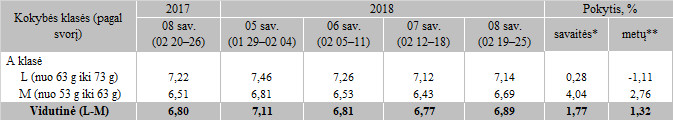 Kokybės klasės (pagal svorį) 2017 2018 Pokytis, %
08 sav. (02 20–26) 05 sav. (01 29–02 04) 06 sav. (02 05–11) 07 sav. (02 12–18) 08 sav. (02 19–25) savaitės* metų**
A klasė
L (nuo 63 g iki 73 g) 7,22 7,46 7,26 7,12 7,14 0,28 -1,11
M (nuo 53 g iki 63 g) 6,51 6,81 6,53 6,43 6,69 4,04 2,76
Vidutinė (L-M) 6,80 7,11 6,81 6,77 6,89 1,77 1,32